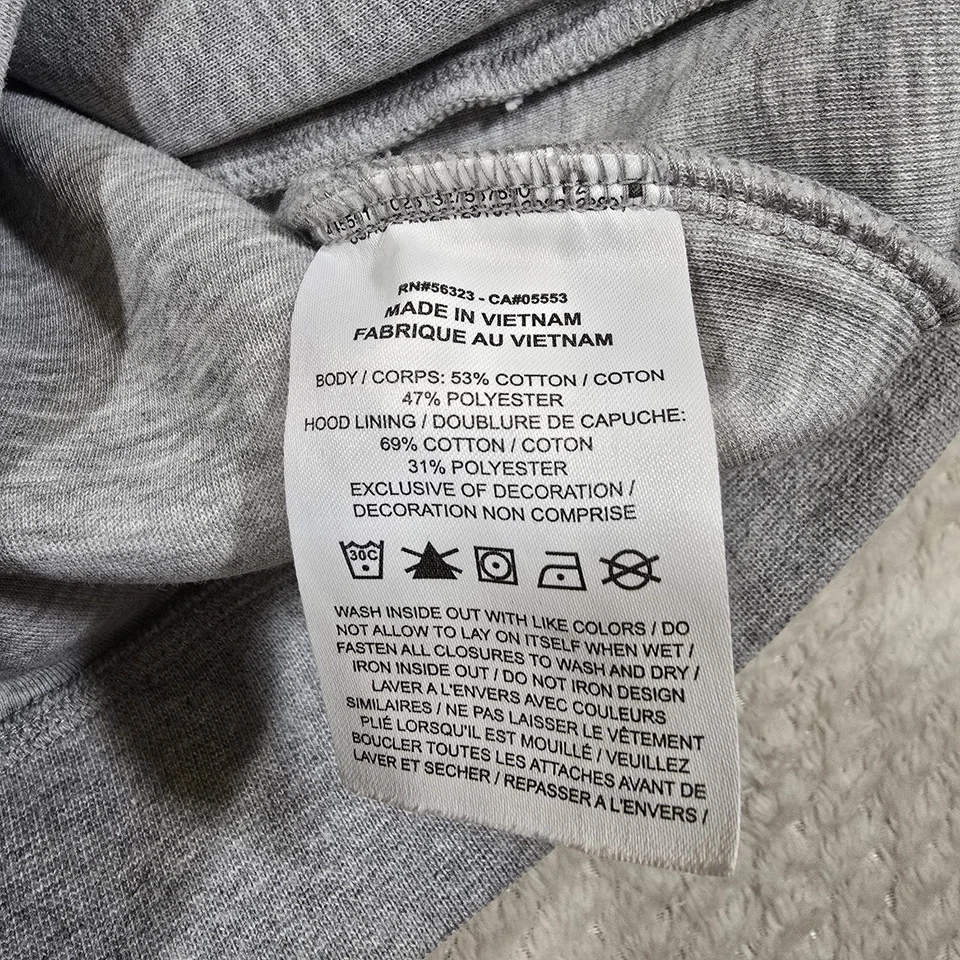 RN#56323 - CA#05553
MADE IN VIETNAM
FABRIQUE AU VIETNAM
BODY / CORPS: 53% COTTON / COTON
47% POLYESTER
HOOD LINING / DOUBLURE DE CAPUCHE:
69% COTTON / COTON
31% POLYESTER
EXCLUSIVE OF DECORATION /
DECORATION NON COMPRISE
30C
WASH INSIDE OUT WITH LIKE COLORS / DO
NOT ALLOW TO LAY ON ITSELF WHEN WET /
FASTEN ALL CLOSURES TO WASH AND DRY /
IRON INSIDE OUT / DO NOT IRON DESIGN
LAVER A L'ENVERS AVEC COULEURS
SIMILAIRES / NE PAS LAISSER LE VÊTEMENT
PLIÉ LORSQU'IL EST MOUILLÉ / VEUILLEZ
BOUCLER TOUTES LES ATTACHES AVANT DE
LAVER ET SECHER / REPASSER A L'ENVERS /